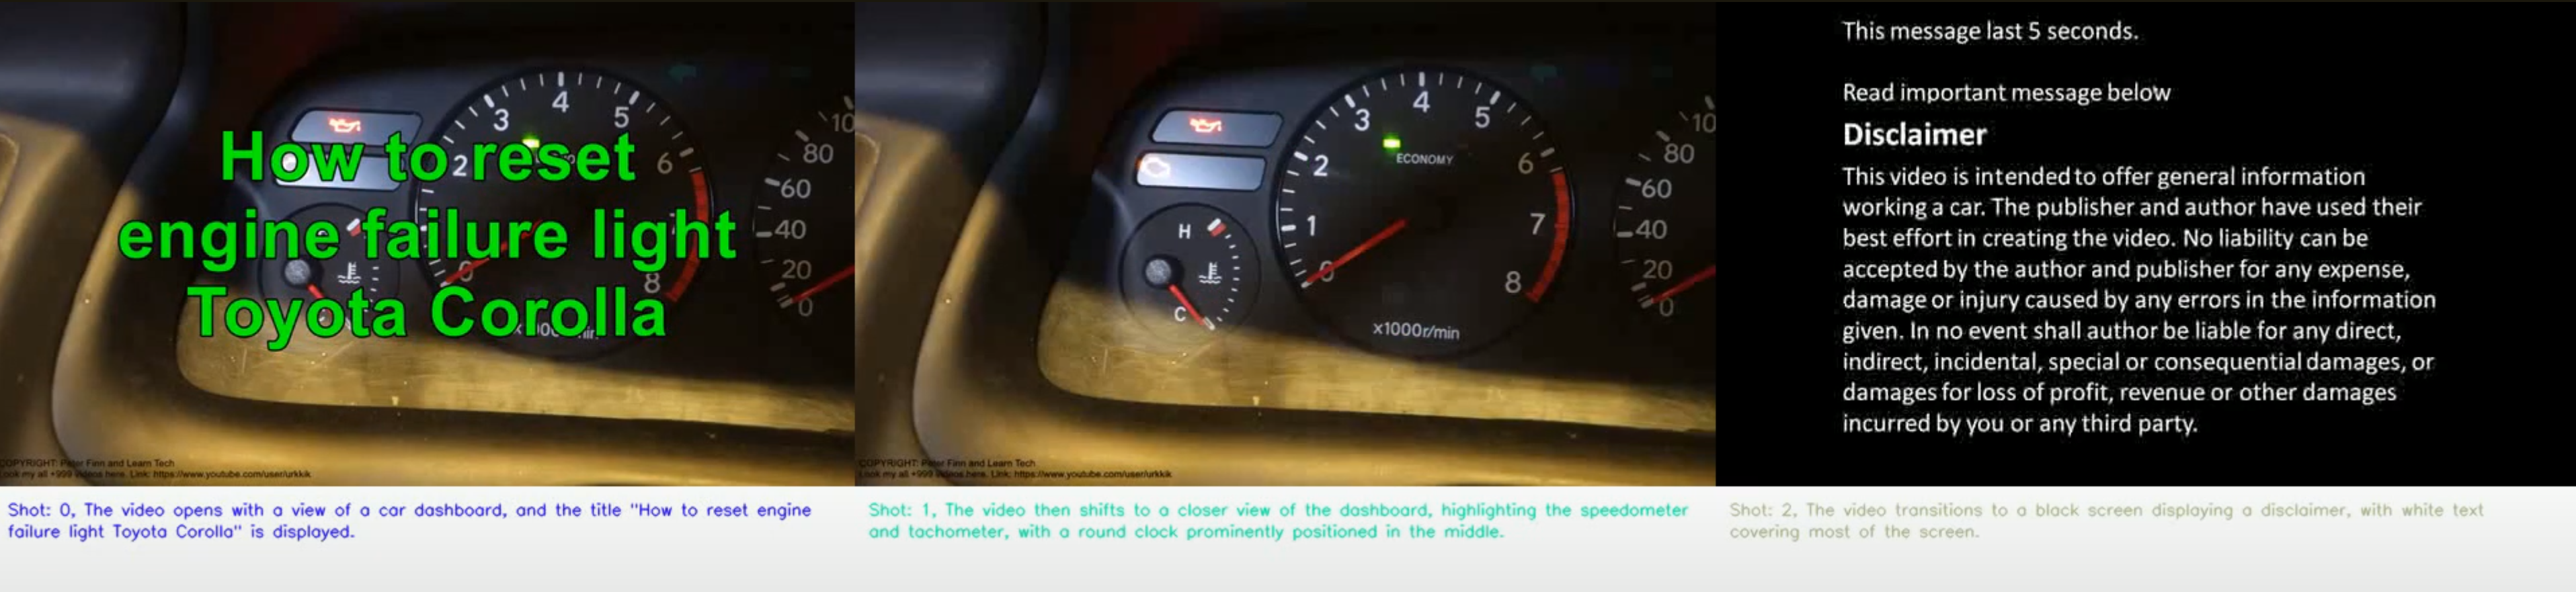 How to reset
engine failure light
Toyota Corolla
2
3
4
5
6
8
0
10
80
60
40
20
0
COPYRIGHT: Peter Finn and Learn Tech
Look my all +999 videos here. Link: https://www.youtube.com/user/urkkik
Shot: 0, The video opens with a view of a car dashboard, and the title "How to reset engine
failure light Toyota Corolla" is displayed.
H
C
0
1
2
3
4
5
6
7
8
ECONOMY
x1000r/min
10
80
60
40
20
0
COPYRIGHT: Peter Finn and Learn Tech
Look my all +999 videos here. Link: https://www.youtube.com/user/urkkik
Shot: 1, The video then shifts to a closer view of the dashboard, highlighting the speedometer
and tachometer, with a round clock prominently positioned in the middle.
This message last 5 seconds.
Read important message below
Disclaimer
This video is intended to offer general information
working a car. The publisher and author have used their
best effort in creating the video. No liability can be
accepted by the author and publisher for any expense,
damage or injury caused by any errors in the information
given. In no event shall author be liable for any direct,
indirect, incidental, special or consequential damages, or
damages for loss of profit, revenue or other damages
incurred by you or any third party.
Shot: 2, The video transitions to a black screen displaying a disclaimer, with white text
covering most of the screen.